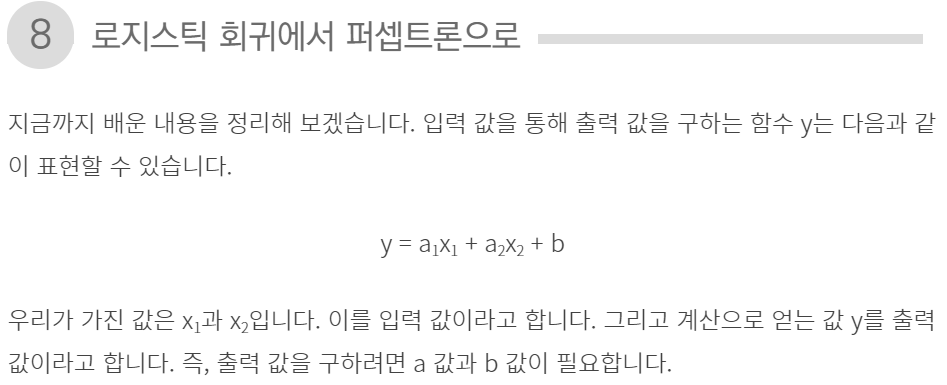 8 로지스틱 회귀에서 퍼셉트론으로
지금까지 배운 내용을 정리해 보겠습니다. 입력 값을 통해 출력 값을 구하는 함수 y는 다음과 같
이 표현할 수 있습니다.
y = a₁x₁ + a₂x₂ + b
우리가 가진 값은 x₁과 x₂입니다. 이를 입력 값이라고 합니다. 그리고 계산으로 얻는 값 y를 출력
값이라고 합니다. 즉, 출력 값을 구하려면 a 값과 b 값이 필요합니다.